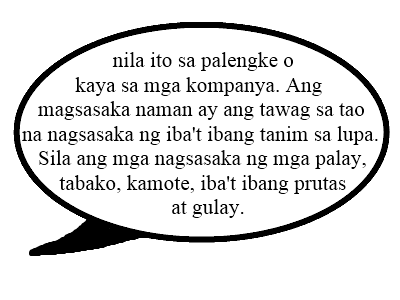 nila ito sa palengke o
kaya sa mga kompanya. Ang
magsasaka naman ay ang tawag sa tao
na nagsasaka ng iba't ibang tanim sa lupa.
Sila ang mga nagsasaka ng mga palay,
tabako, kamote, iba't ibang prutas
at gulay.